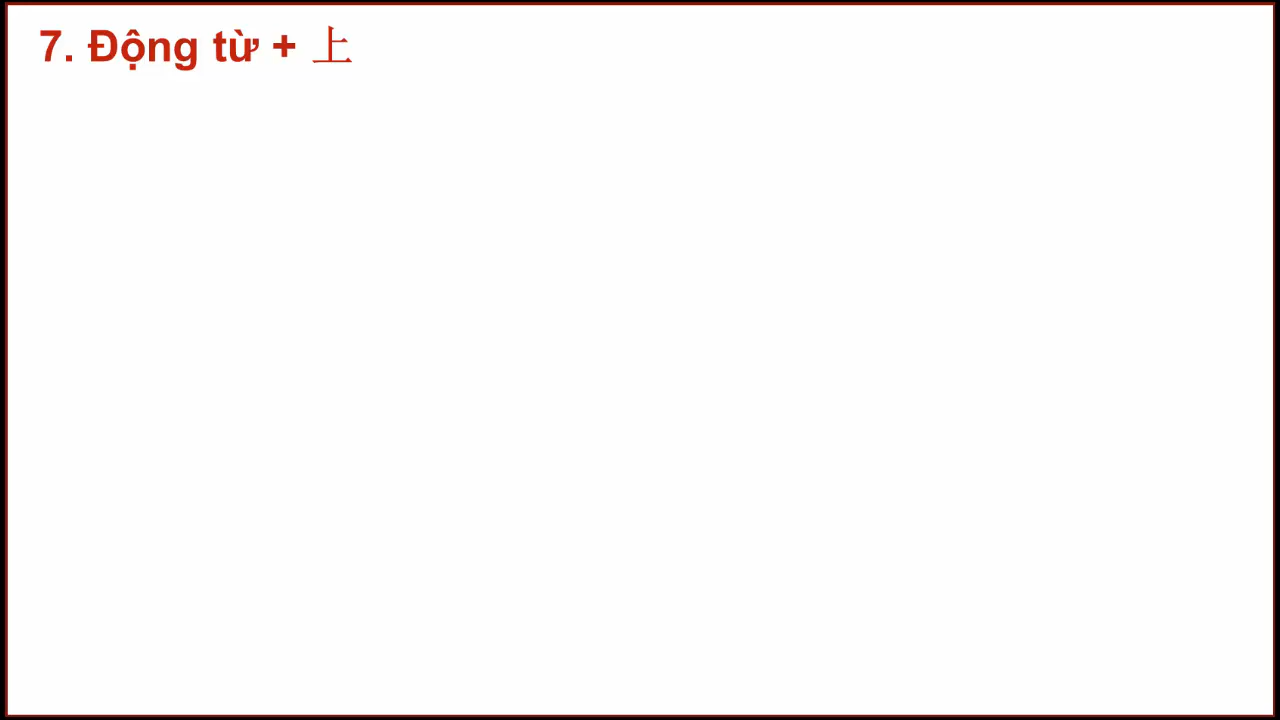 7. Động từ + 上